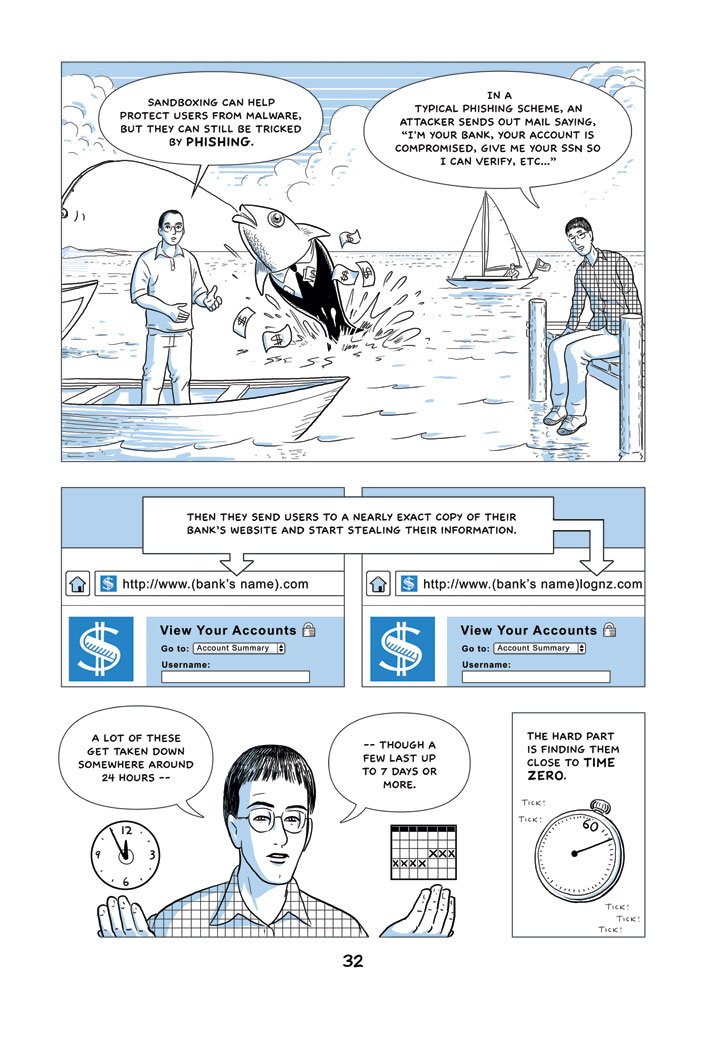 SANDBOXING CAN HELP
PROTECT USERS FROM MALWARE,
BUT THEY CAN STILL BE TRICKED
BY PHISHING.
IN A
TYPICAL PHISHING SCHEME, AN
ATTACKER SENDS OUT MAIL SAYING,
"I'M YOUR BANK, YOUR ACCOUNT IS
COMPROMISED, GIVE ME YOUR SSN SO
I CAN VERIFY, ETC..."
$
$
$
$
$
THEN THEY SEND USERS TO A NEARLY EXACT COPY OF THEIR
BANK'S WEBSITE AND START STEALING THEIR INFORMATION.
$ http://www.(bank's name).com
$
View Your Accounts
Go to: Account Summary
Username:
$ http://www.(bank's name)lognz.com
$
View Your Accounts
Go to: Account Summary
Username:
A LOT OF THESE
GET TAKEN DOWN
SOMEWHERE AROUND
24 HOURS --
-- THOUGH A
FEW LAST UP
TO 7 DAYS OR
MORE.
12
9 3
6
XXX
XXXX
THE HARD PART
IS FINDING THEM
CLOSE TO TIME
ZERO.
TICK!
TICK!
60
TICK!
TICK!
TICK!
32